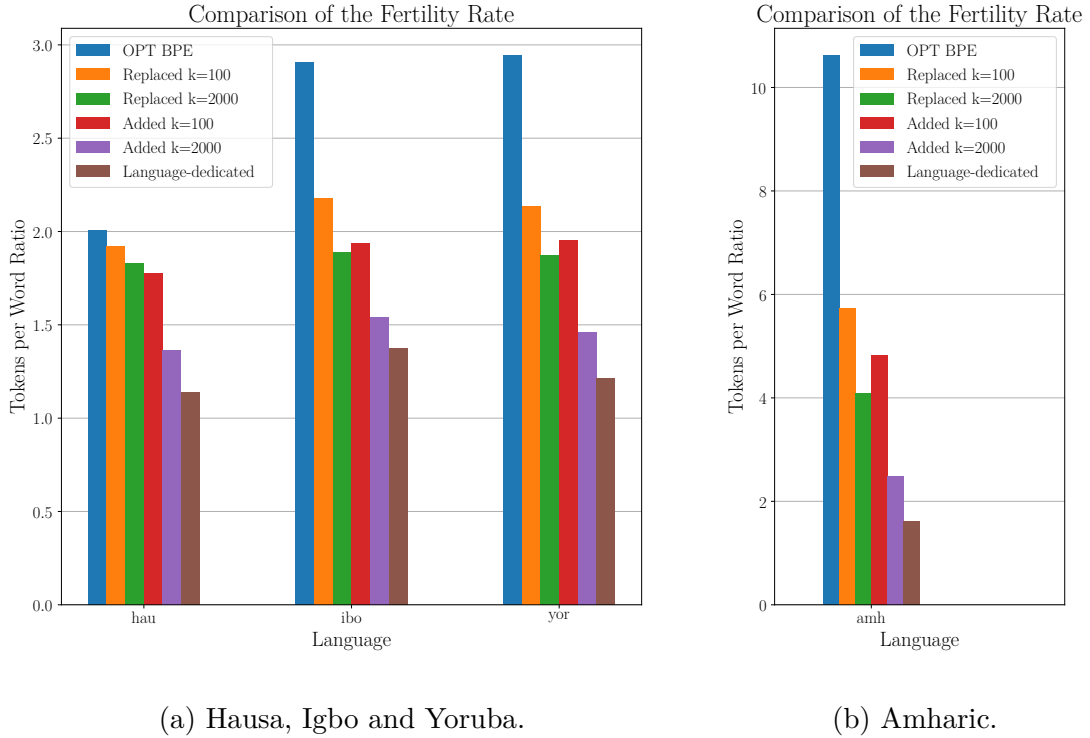 Comparison of the Fertility Rate
Tokens per Word Ratio
3.0
2.5
2.0
1.5
1.0
0.5
0.0
OPT BPE
Replaced k=100
Replaced k=2000
Added k=100
Added k=2000
Language-dedicated
hau
ibo
yor
Language
(a) Hausa, Igbo and Yoruba.
Comparison of the Fertility Rate
Tokens per Word Ratio
10
8
6
4
2
0
OPT BPE
Replaced k=100
Replaced k=2000
Added k=100
Added k=2000
Language-dedicated
amh
Language
(b) Amharic.